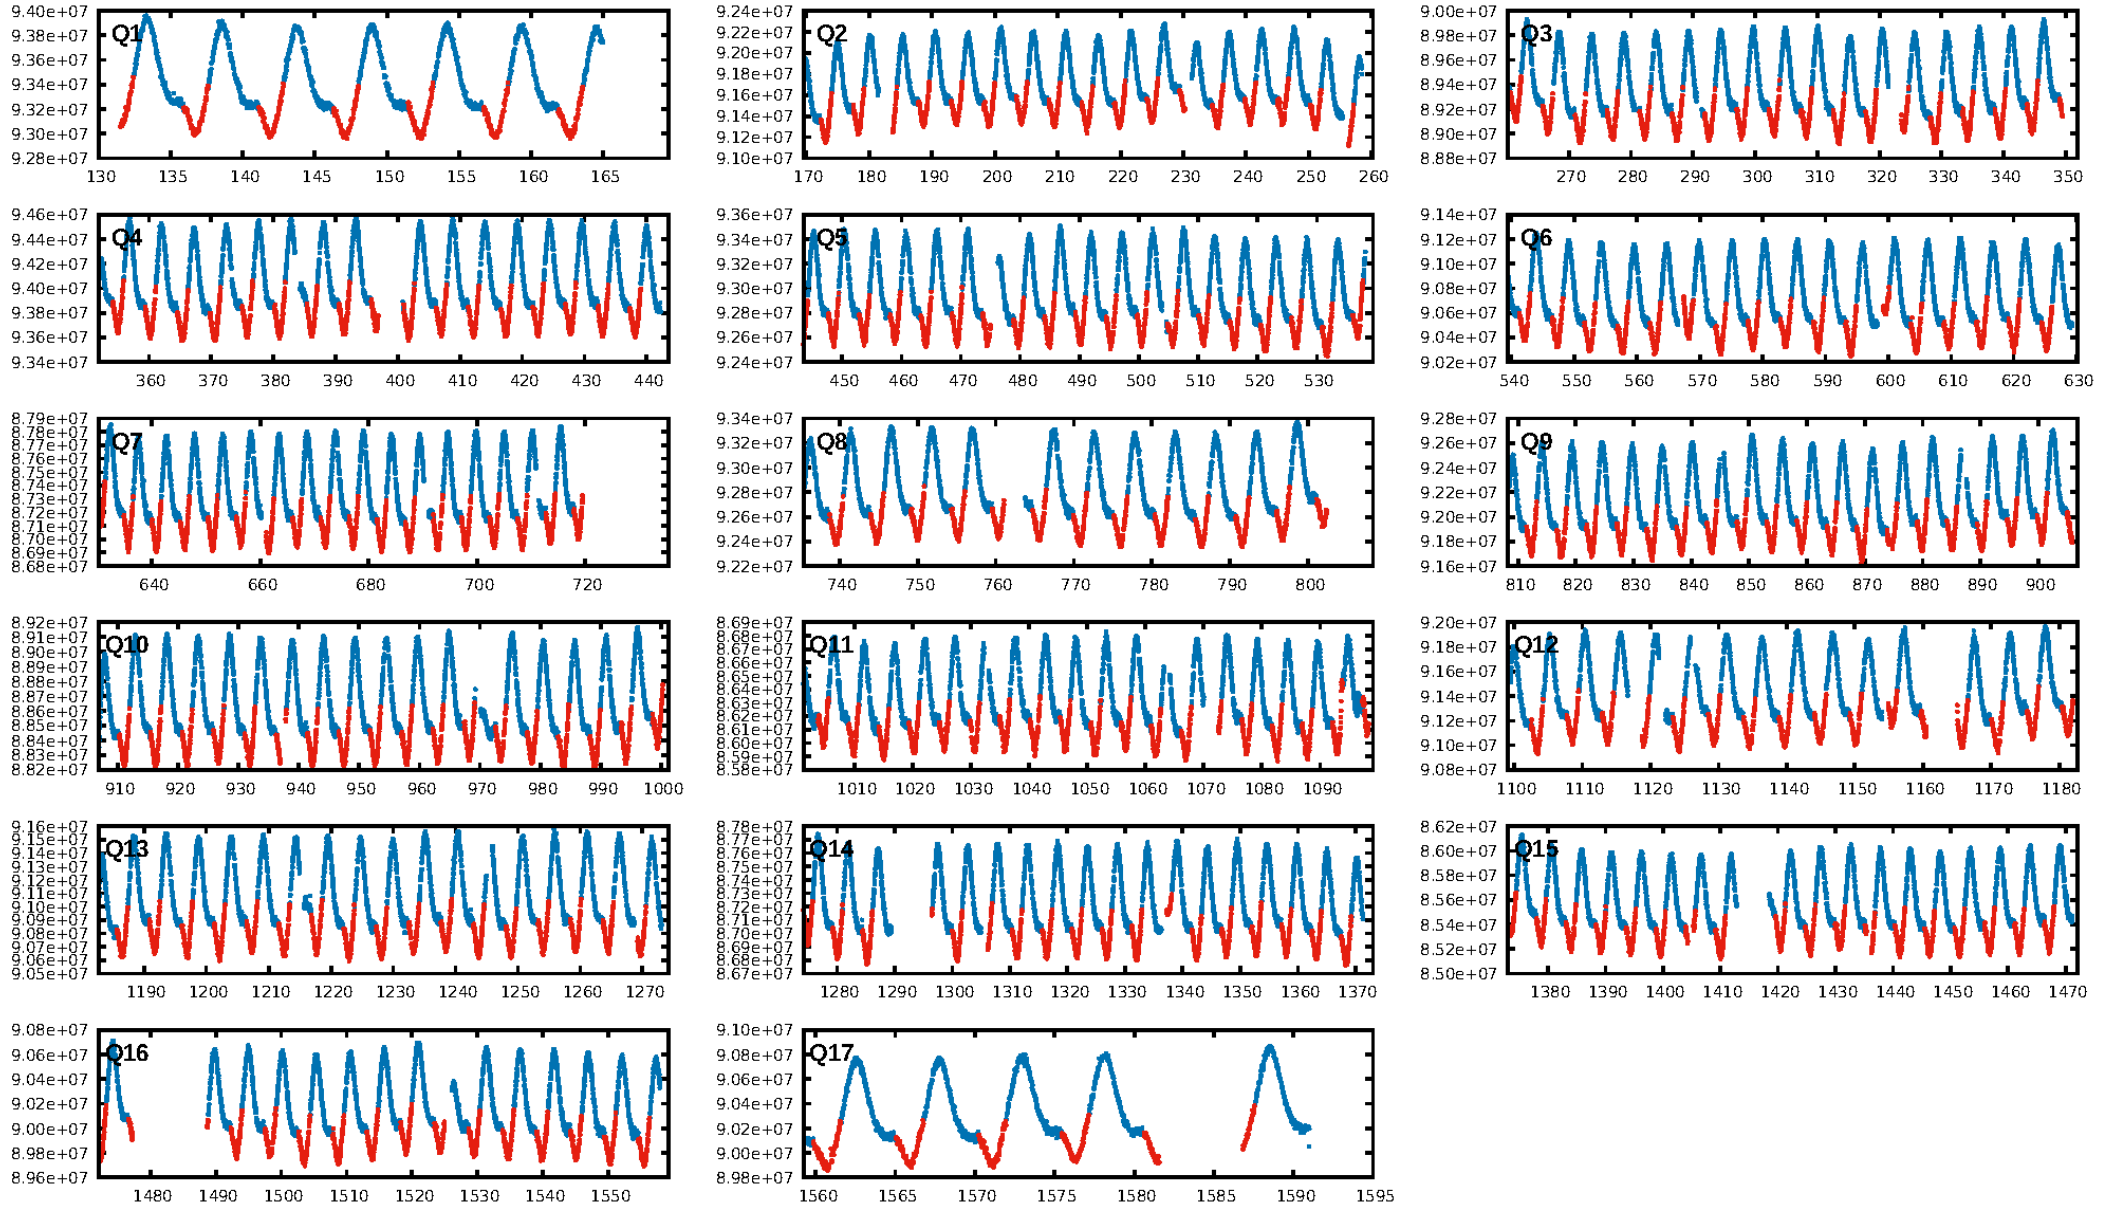 Q1
9.40e+07
9.38e+07
9.36e+07
9.34e+07
9.32e+07
9.30e+07
9.28e+07
130 135 140 145 150 155 160 165
Q2
9.24e+07
9.22e+07
9.20e+07
9.18e+07
9.16e+07
9.14e+07
9.12e+07
9.10e+07
170 180 190 200 210 220 230 240 250 260
Q3
9.00e+07
8.98e+07
8.96e+07
8.94e+07
8.92e+07
8.90e+07
8.88e+07
270 280 290 300 310 320 330 340 350
Q4
9.46e+07
9.44e+07
9.42e+07
9.40e+07
9.38e+07
9.36e+07
9.34e+07
360 370 380 390 400 410 420 430 440
Q5
9.36e+07
9.34e+07
9.32e+07
9.30e+07
9.28e+07
9.26e+07
9.24e+07
450 460 470 480 490 500 510 520 530
Q6
9.14e+07
9.12e+07
9.10e+07
9.08e+07
9.06e+07
9.04e+07
9.02e+07
540 550 560 570 580 590 600 610 620 630
Q7
8.79e+07
8.78e+07
8.77e+07
8.76e+07
8.75e+07
8.74e+07
8.73e+07
8.72e+07
8.71e+07
8.70e+07
8.69e+07
8.68e+07
640 660 680 700 720
Q8
9.34e+07
9.32e+07
9.30e+07
9.28e+07
9.26e+07
9.24e+07
9.22e+07
740 750 760 770 780 790 800
Q9
9.28e+07
9.26e+07
9.24e+07
9.22e+07
9.20e+07
9.18e+07
9.16e+07
810 820 830 840 850 860 870 880 890 900
Q10
8.92e+07
8.91e+07
8.90e+07
8.89e+07
8.88e+07
8.87e+07
8.86e+07
8.85e+07
8.84e+07
8.83e+07
8.82e+07
910 920 930 940 950 960 970 980 990 1000
Q11
8.69e+07
8.68e+07
8.67e+07
8.66e+07
8.65e+07
8.64e+07
8.63e+07
8.62e+07
8.61e+07
8.60e+07
8.59e+07
8.58e+07
1010 1020 1030 1040 1050 1060 1070 1080 1090
Q12
9.20e+07
9.18e+07
9.16e+07
9.14e+07
9.12e+07
9.10e+07
9.08e+07
1100 1110 1120 1130 1140 1150 1160 1170 1180
Q13
9.16e+07
9.15e+07
9.14e+07
9.13e+07
9.12e+07
9.11e+07
9.10e+07
9.09e+07
9.08e+07
9.07e+07
9.06e+07
9.05e+07
1190 1200 1210 1220 1230 1240 1250 1260 1270
Q14
8.78e+07
8.77e+07
8.76e+07
8.75e+07
8.74e+07
8.73e+07
8.72e+07
8.71e+07
8.70e+07
8.69e+07
8.68e+07
8.67e+07
1280 1290 1300 1310 1320 1330 1340 1350 1360 1370
Q15
8.62e+07
8.60e+07
8.58e+07
8.56e+07
8.54e+07
8.52e+07
8.50e+07
1380 1390 1400 1410 1420 1430 1440 1450 1460 1470
Q16
9.08e+07
9.06e+07
9.04e+07
9.02e+07
9.00e+07
8.98e+07
8.96e+07
1480 1490 1500 1510 1520 1530 1540 1550
Q17
9.10e+07
9.08e+07
9.06e+07
9.04e+07
9.02e+07
9.00e+07
8.98e+07
1560 1565 1570 1575 1580 1585 1590 1595